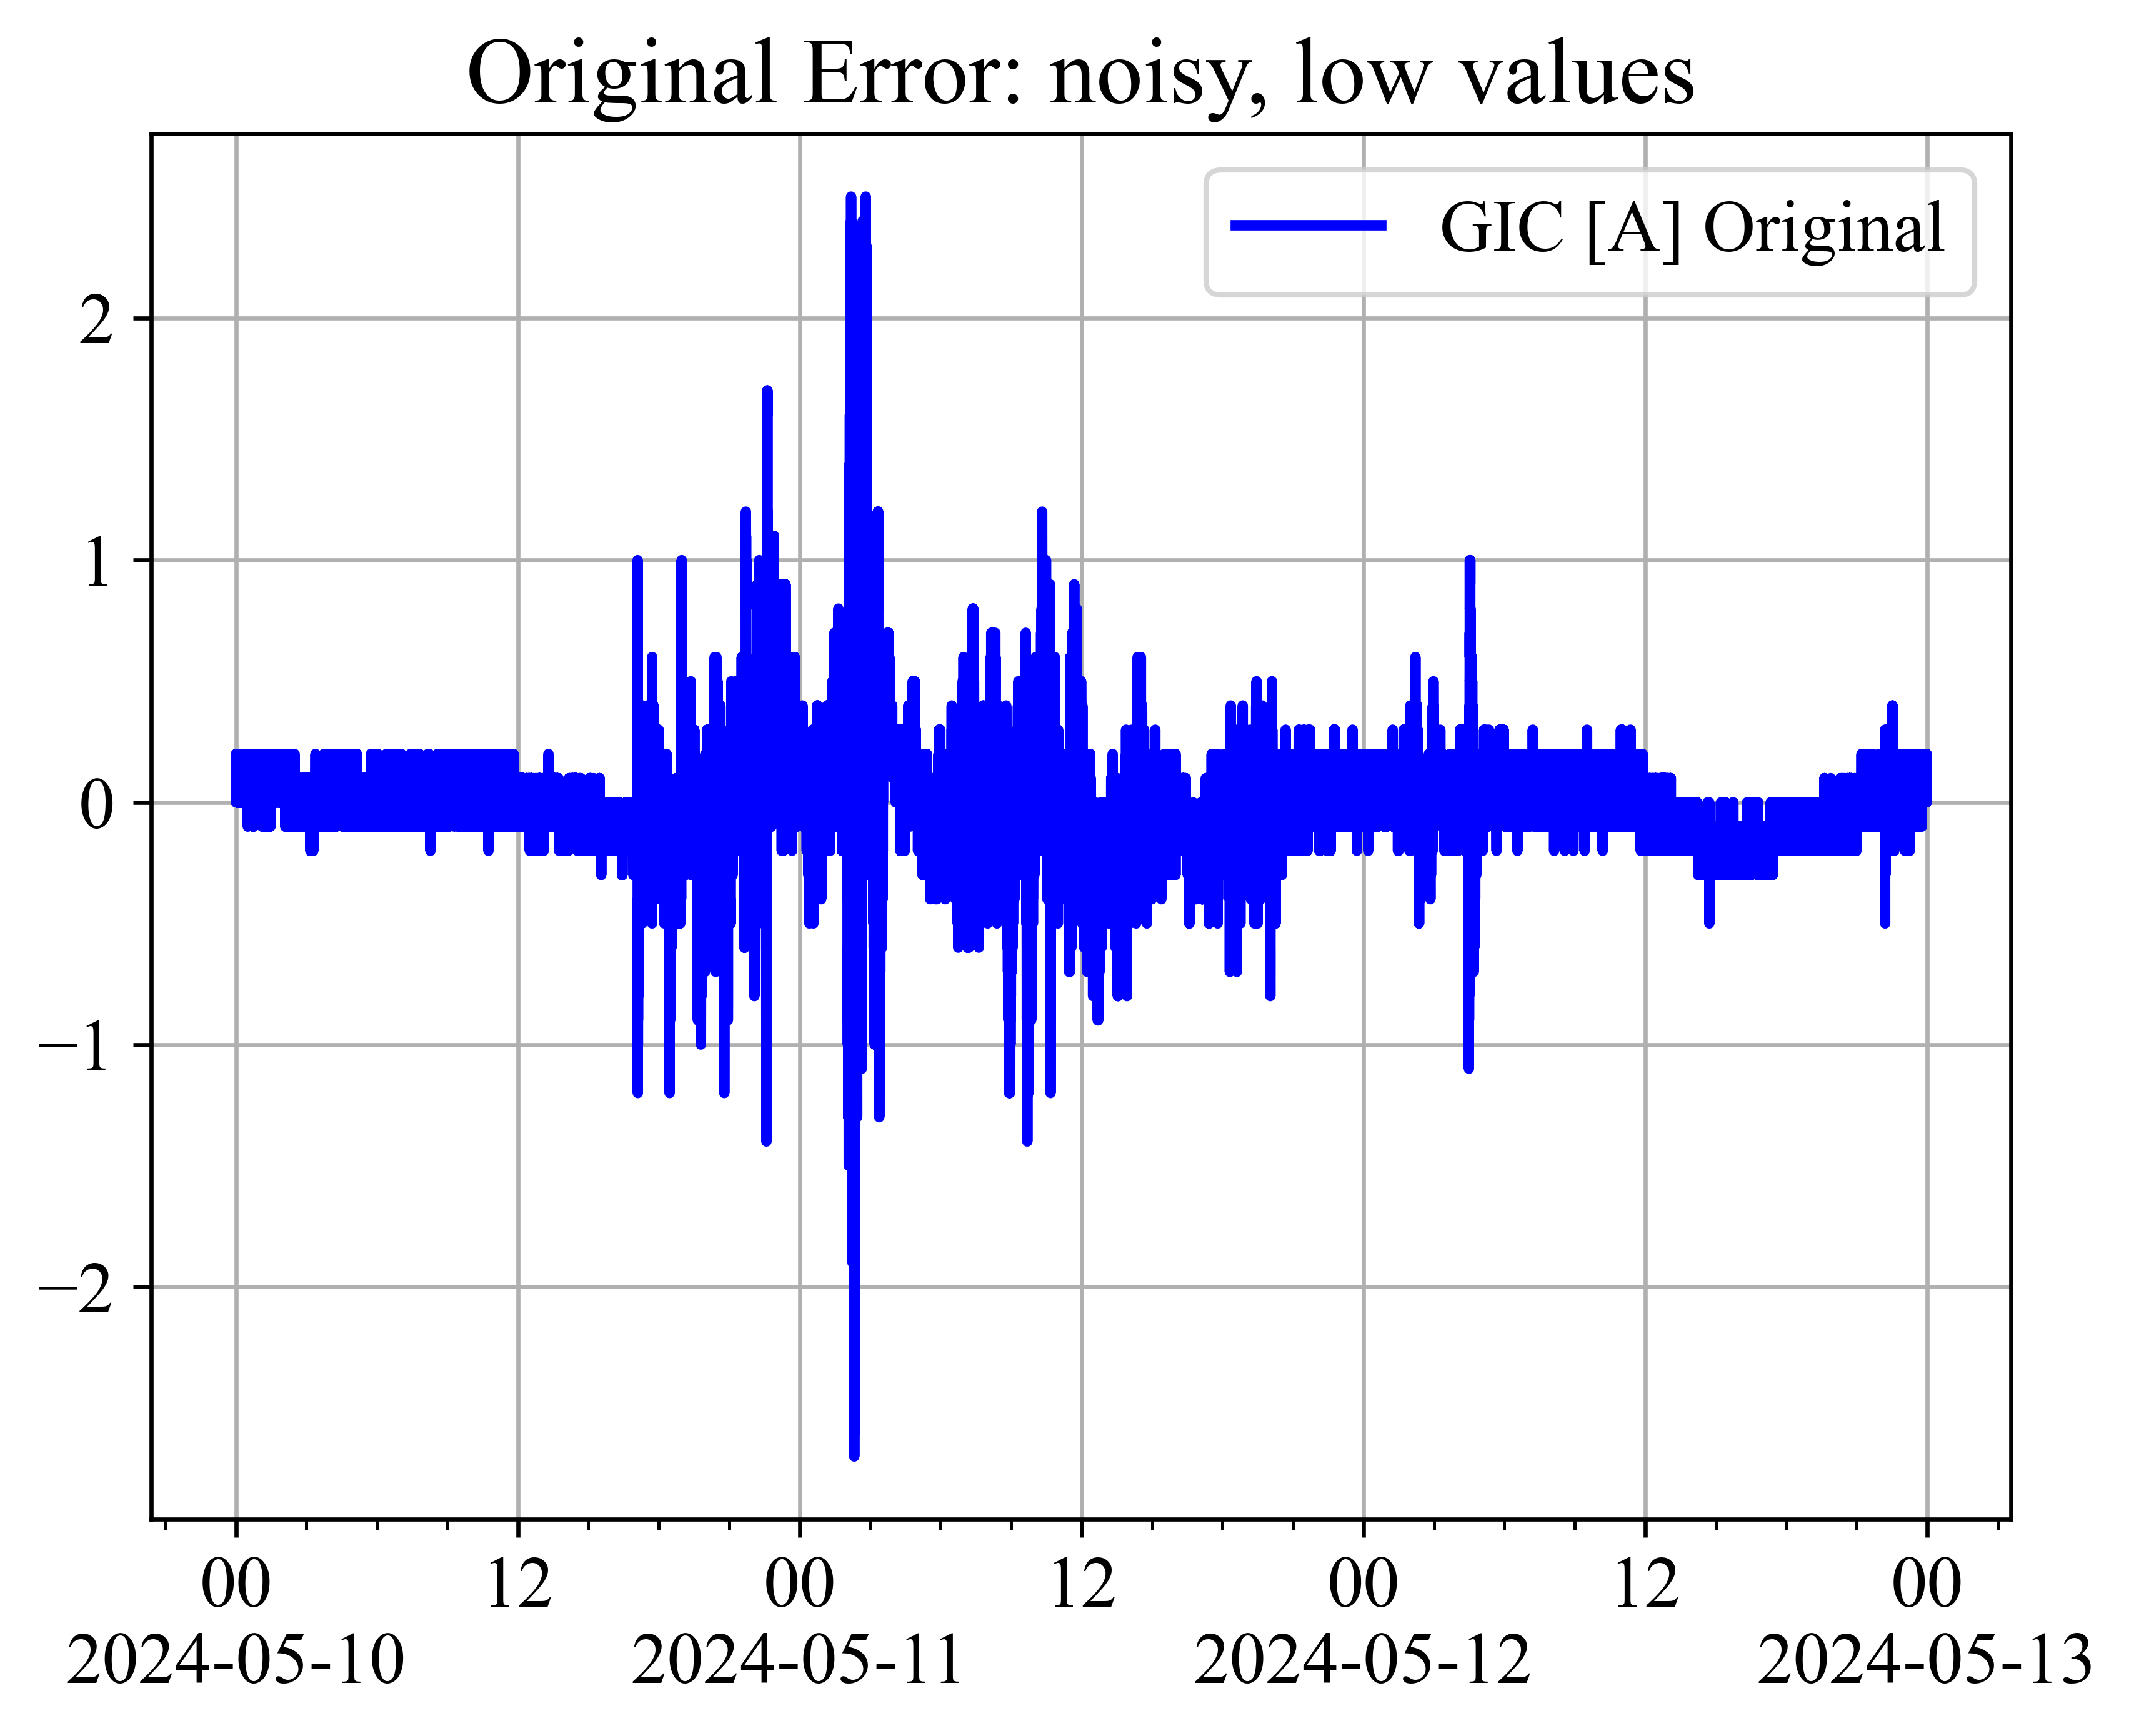 Original Error: noisy, low values
GIC [A] Original
2
1
0
−1
−2
00 12 00 12 00 12 00
2024-05-10 2024-05-11 2024-05-12 2024-05-13